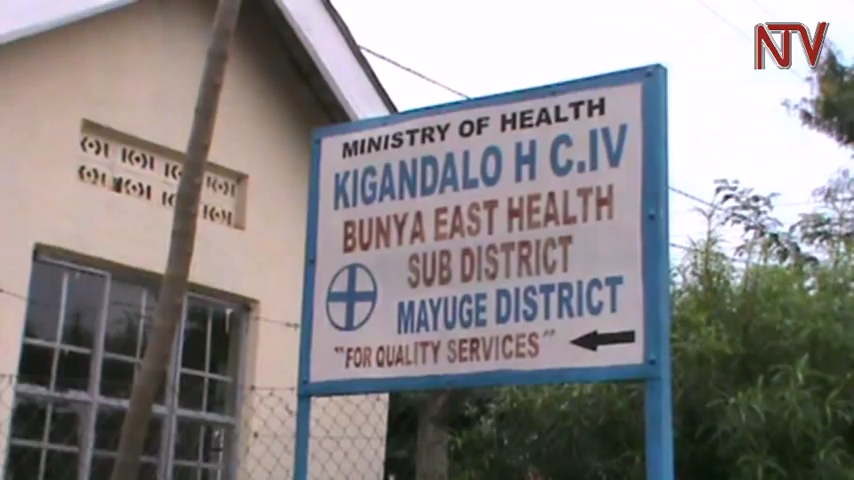 NTV
MINISTRY OF HEALTH
KIGANDALO H C.IV
BUNYA EAST HEALTH
SUB DISTRICT
MAYUGE DISTRICT
"FOR QUALITY SERVICES"